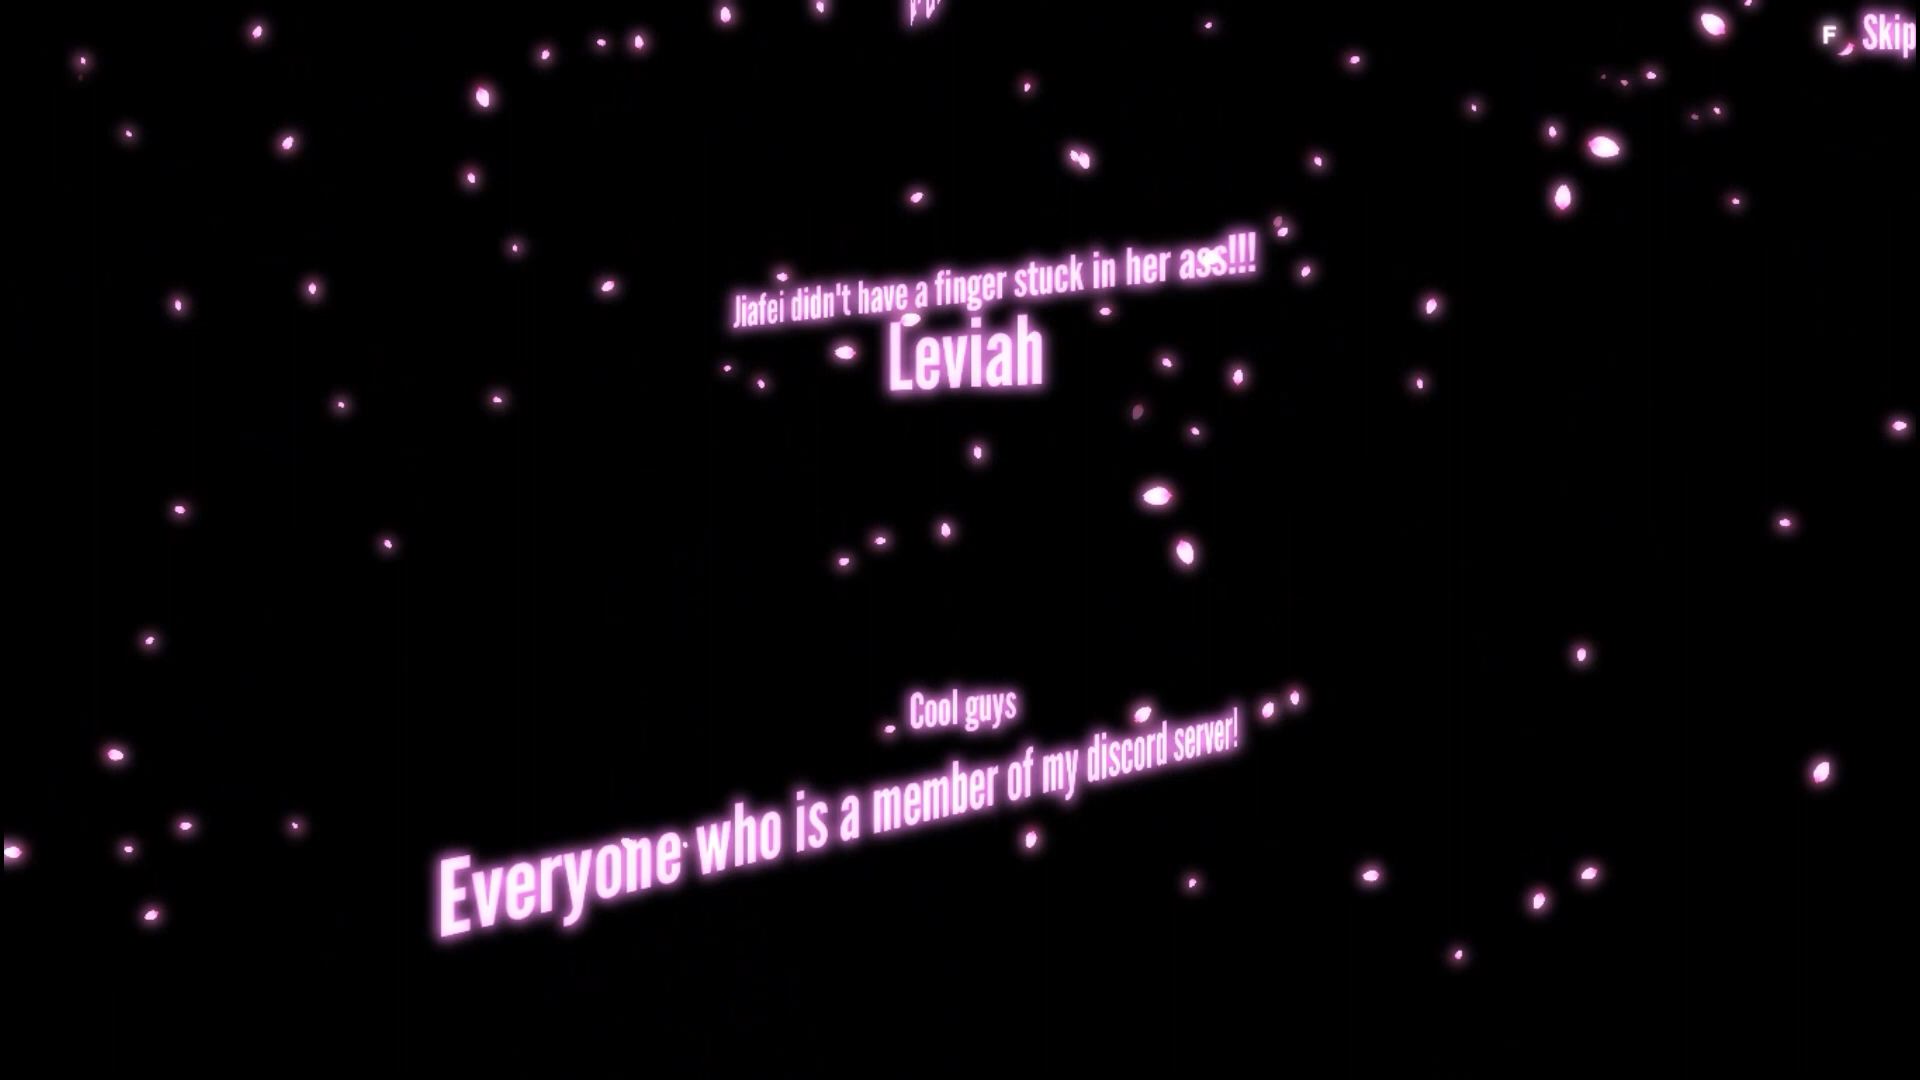 F Skip
Jiafei didn't have a finger stuck in her ass!!!
Leviah
Cool guys
Everyone who is a member of my discord server!